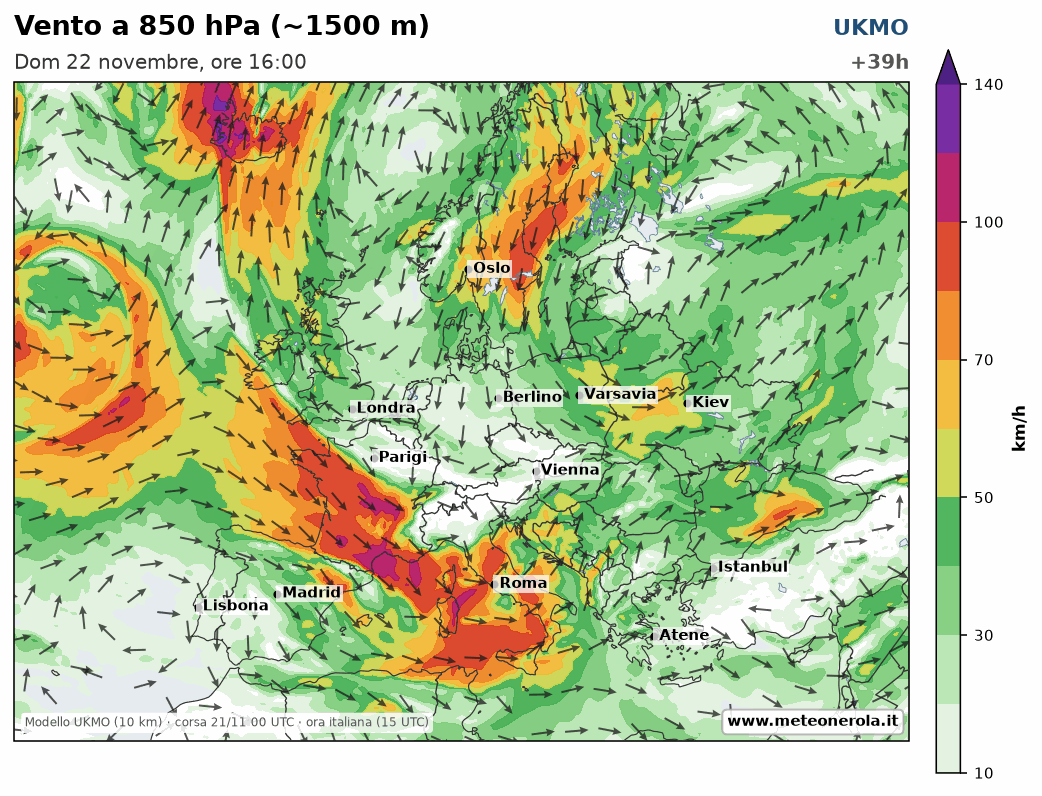 Vento a 850 hPa (~1500 m)
UKMO
Dom 22 novembre, ore 16:00
+39h
140
100
70
50
30
10
km/h
Oslo
Londra
Berlino
Varsavia
Kiev
Parigi
Vienna
Istanbul
Roma
Madrid
Lisbona
Atene
Modello UKMO (10 km) · corsa 21/11 00 UTC · ora italiana (15 UTC)
www.meteonerola.it